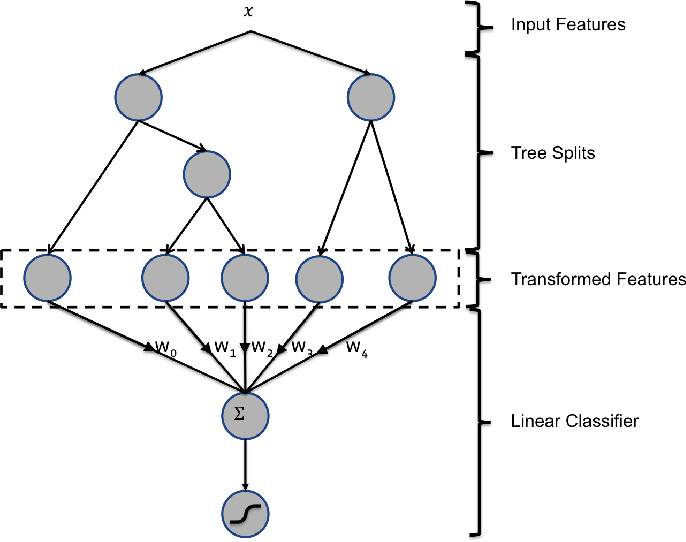 x
Input Features
Tree Splits
Transformed Features
W0 W1 W2 W3 W4
Σ
Linear Classifier